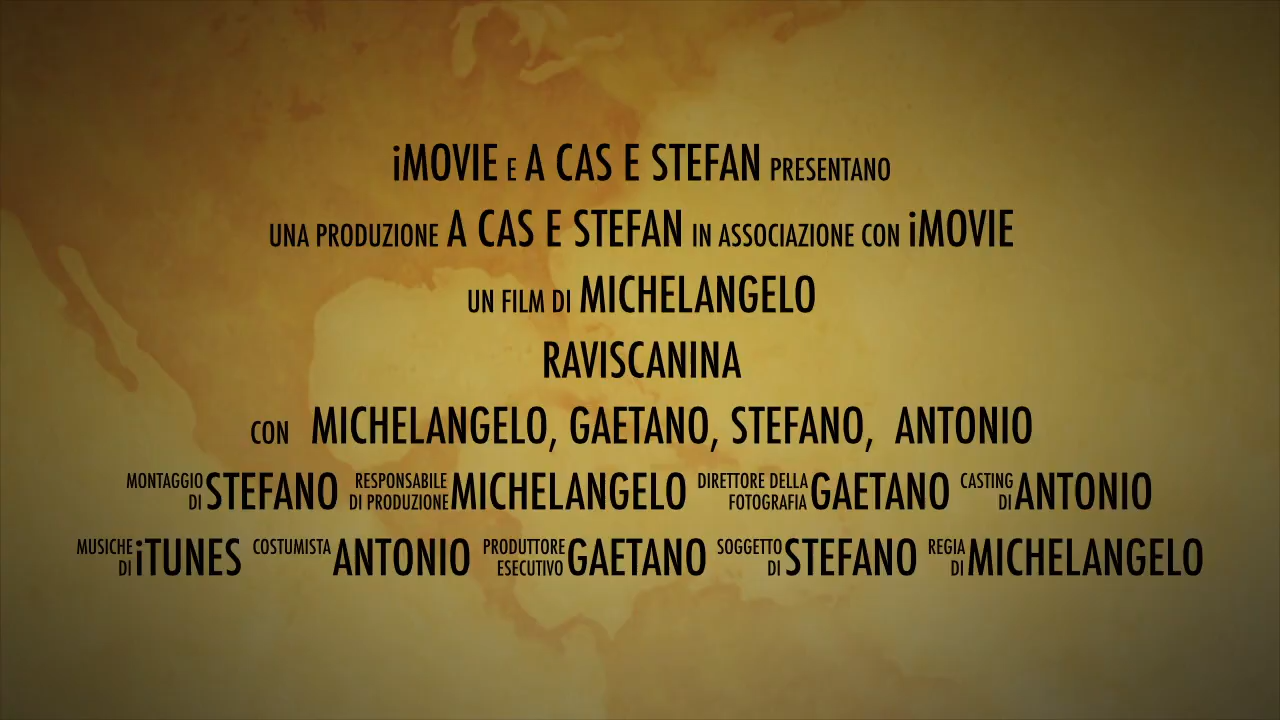 iMOVIE E A CAS E STEFAN PRESENTANO
UNA PRODUZIONE A CAS E STEFAN IN ASSOCIAZIONE CON iMOVIE
UN FILM DI MICHELANGELO
RAVISCANINA
CON MICHELANGELO, GAETANO, STEFANO, ANTONIO
MONTAGGIO DI STEFANO RESPONSABILE DI PRODUZIONE MICHELANGELO DIRETTORE DELLA FOTOGRAFIA GAETANO CASTING DI ANTONIO
MUSICHE DI iTUNES COSTUMISTA ANTONIO PRODUTTORE ESECUTIVO GAETANO SOGGETTO DI STEFANO REGIA DI MICHELANGELO